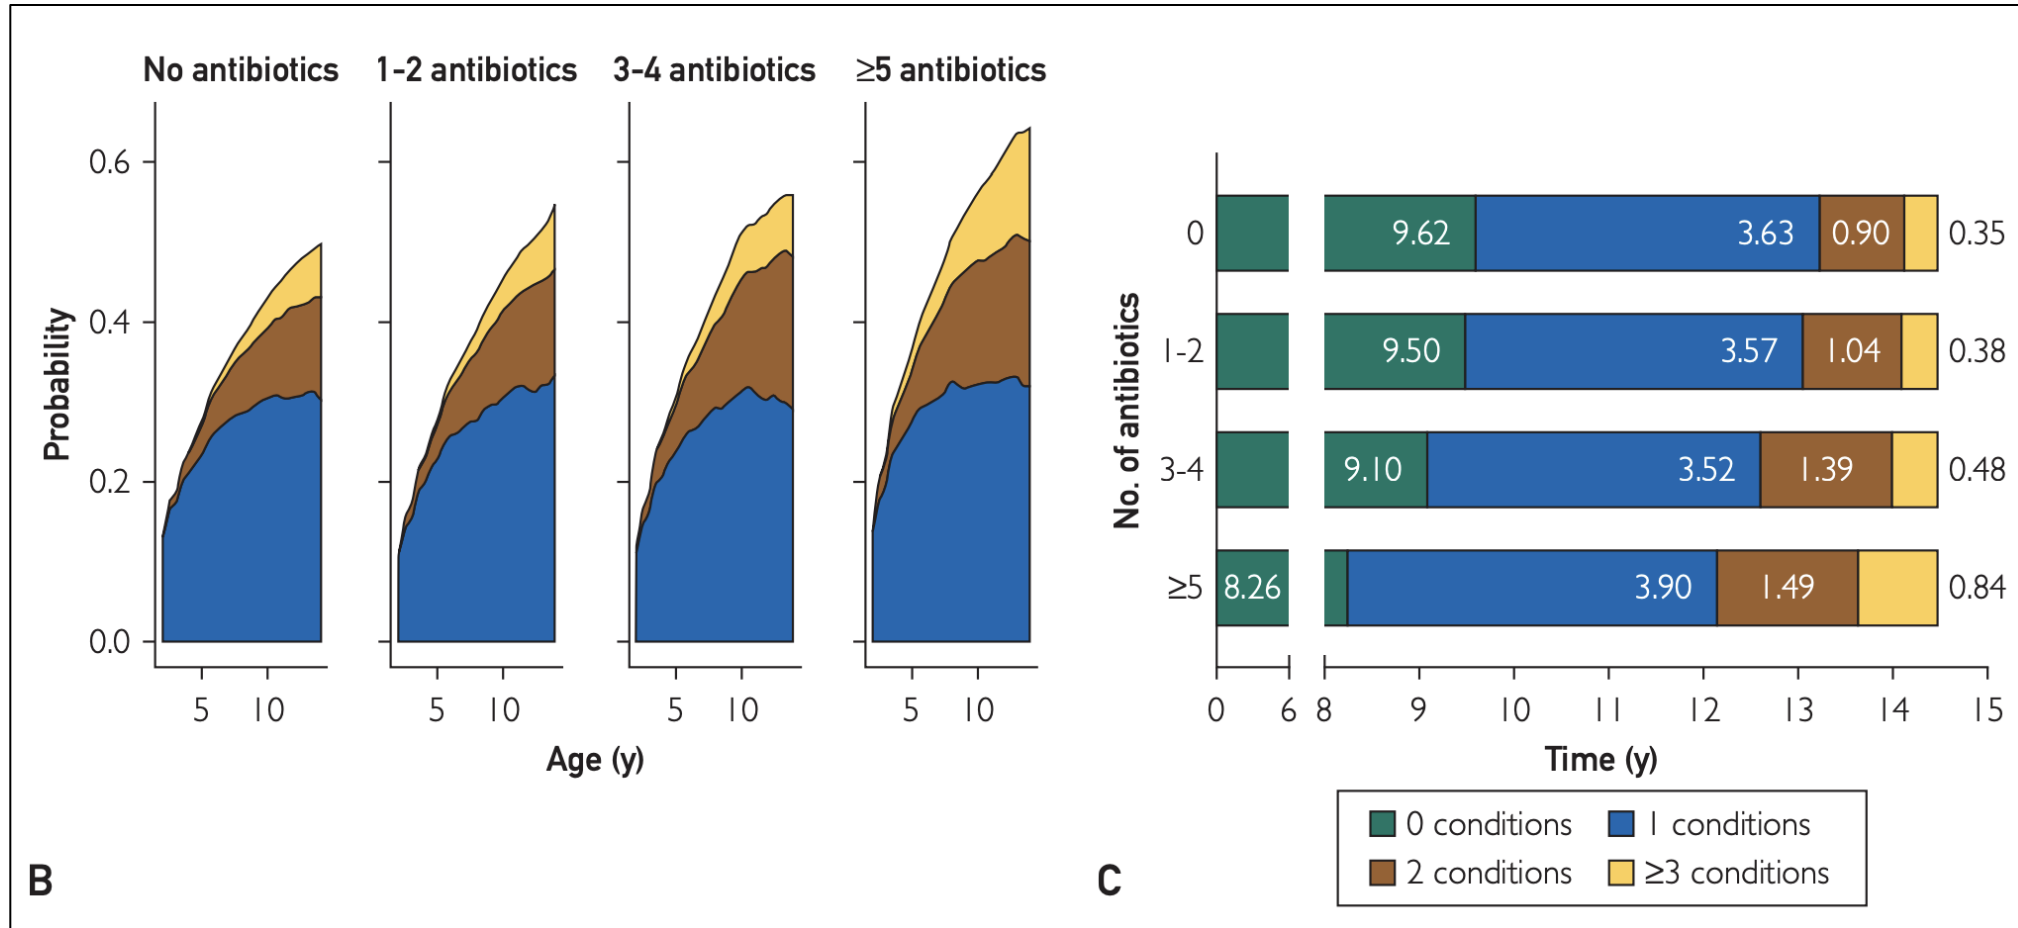 No antibiotics
1-2 antibiotics
3-4 antibiotics
≥5 antibiotics
Probability
0.6
0.4
0.2
0.0
5 10
5 10
5 10
5 10
Age (y)
B
No. of antibiotics
0 9.62 3.63 0.90 0.35
1-2 9.50 3.57 1.04 0.38
3-4 9.10 3.52 1.39 0.48
≥5 8.26 3.90 1.49 0.84
0 6 8 9 10 11 12 13 14 15
Time (y)
0 conditions 1 conditions
2 conditions ≥3 conditions
C